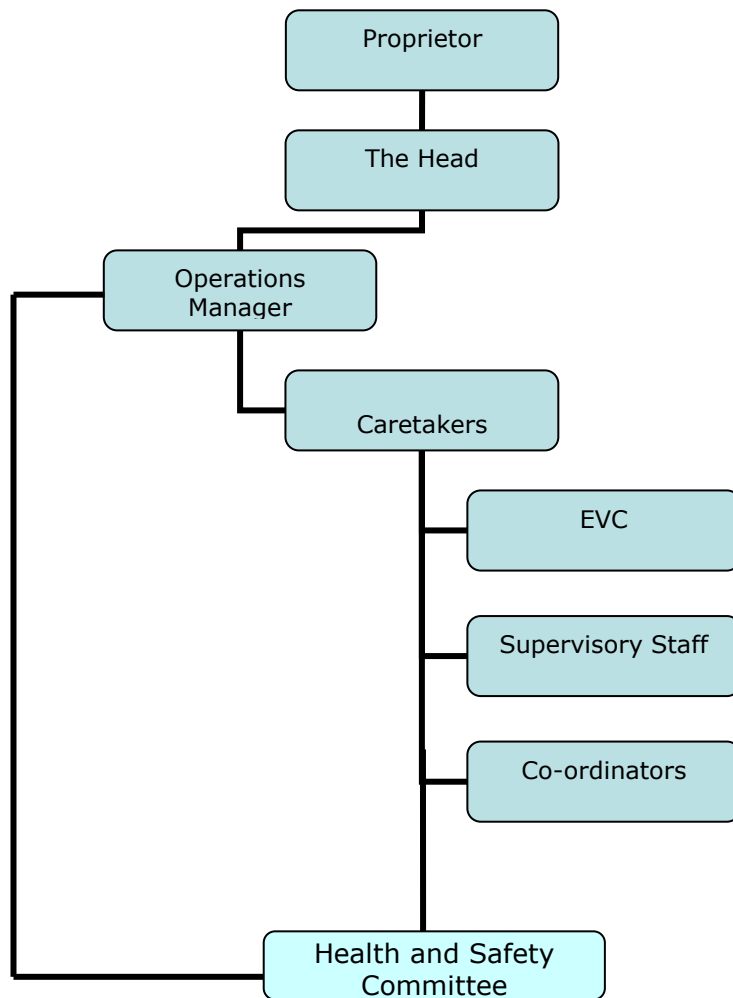 Proprietor
The Head
Operations
Manager
Caretakers
EVC
Supervisory Staff
Co-ordinators
Health and Safety
Committee